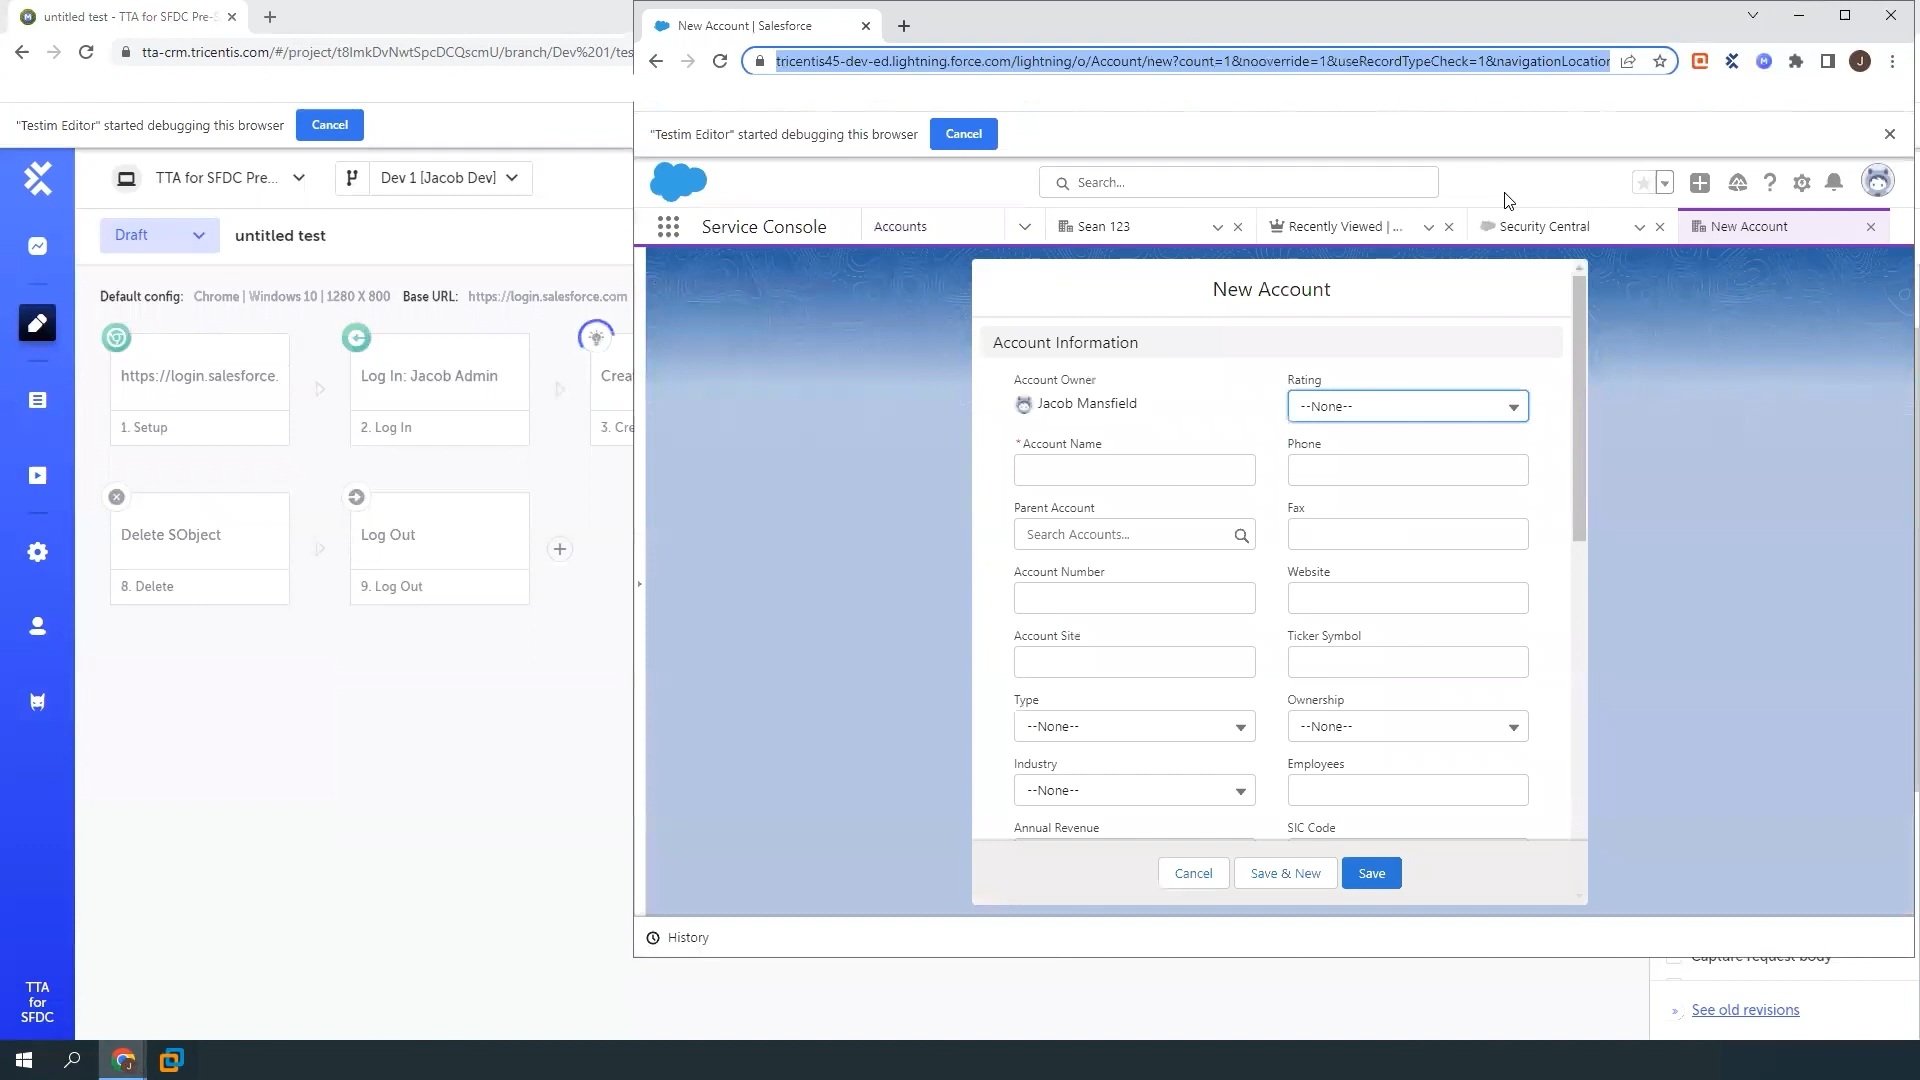 untitled test - TTA for SFDC Pre-S
tta-crm.tricentis.com/#/project/t8ImkDvNwtSpcDCQscmU/branch/Dev%201/tes
"Testim Editor" started debugging this browser
Cancel
TTA for SFDC Pre...
Dev 1 [Jacob Dev]
Draft
untitled test
Default config: Chrome | Windows 10 | 1280 X 800 Base URL: https://login.salesforce.com
https://login.salesforce.
1. Setup
Log In: Jacob Admin
2. Log In
Crea
3. Cre
Delete SObject
8. Delete
Log Out
9. Log Out
TTA
for
SFDC
New Account | Salesforce
tricentis45-dev-ed.lightning.force.com/lightning/o/Account/new?count=1&nooverride=1&useRecordTypeCheck=1&navigationLocation
J
"Testim Editor" started debugging this browser
Cancel
Search...
Service Console
Accounts
Sean 123
Recently Viewed | ...
Security Central
New Account
New Account
Account Information
Account Owner
Jacob Mansfield
Rating
--None--
*Account Name
Phone
Parent Account
Search Accounts...
Fax
Account Number
Website
Account Site
Ticker Symbol
Type
--None--
Ownership
--None--
Industry
--None--
Employees
Annual Revenue
SIC Code
Cancel
Save & New
Save
History
Capture request body
See old revisions